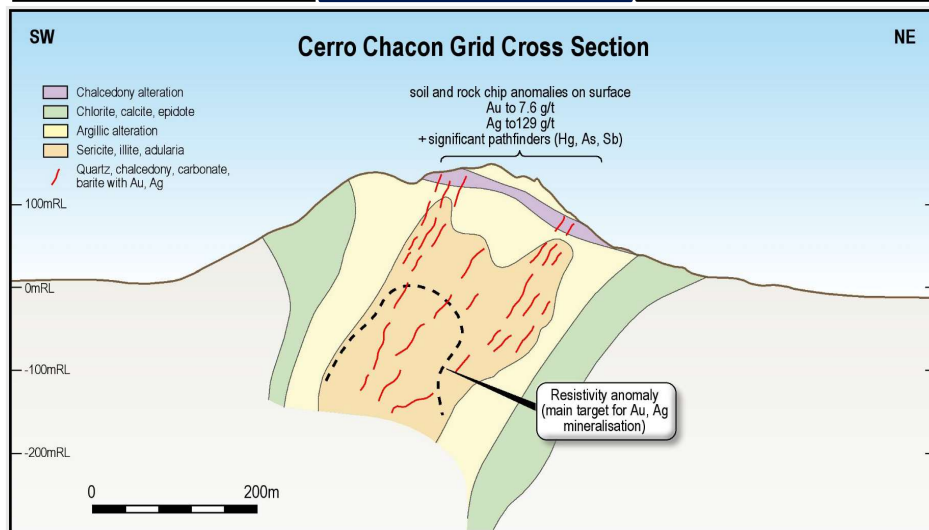 SW
Cerro Chacon Grid Cross Section
NE
Chalcedony alteration
Chlorite, calcite, epidote
Argillic alteration
Sericite, illite, adularia
Quartz, chalcedony, carbonate,
barite with Au, Ag
soil and rock chip anomalies on surface
Au to 7.6 g/t
Ag to129 g/t
+ significant pathfinders (Hg, As, Sb)
100mRL
0mRL
-100mRL
-200mRL
Resistivity anomaly
(main target for Au, Ag
mineralisation)
0
200m